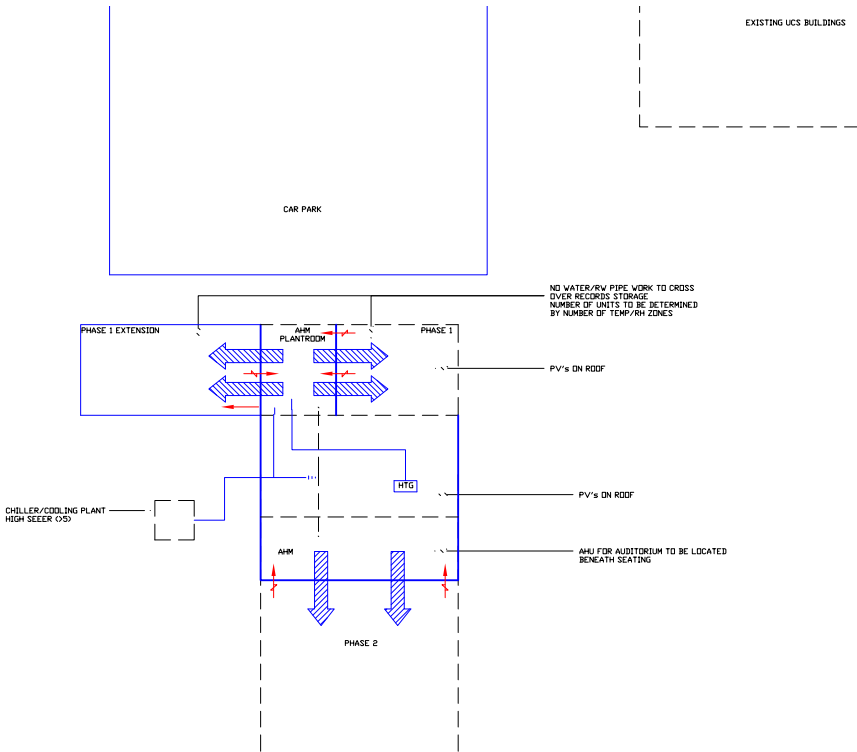 EXISTING UCS BUILDINGS
CAR PARK
NO WATER/RW PIPE WORK TO CROSS
OVER RECORDS STORAGE
NUMBER OF UNITS TO BE DETERMINED
BY NUMBER OF TEMP/RH ZONES
PHASE 1 EXTENSION
AHM
PLANTROOM
PHASE 1
PV's ON ROOF
HTG
PV's ON ROOF
CHILLER/COOLING PLANT
HIGH SEEER (>5)
AHM
AHU FOR AUDITORIUM TO BE LOCATED
BENEATH SEATING
PHASE 2